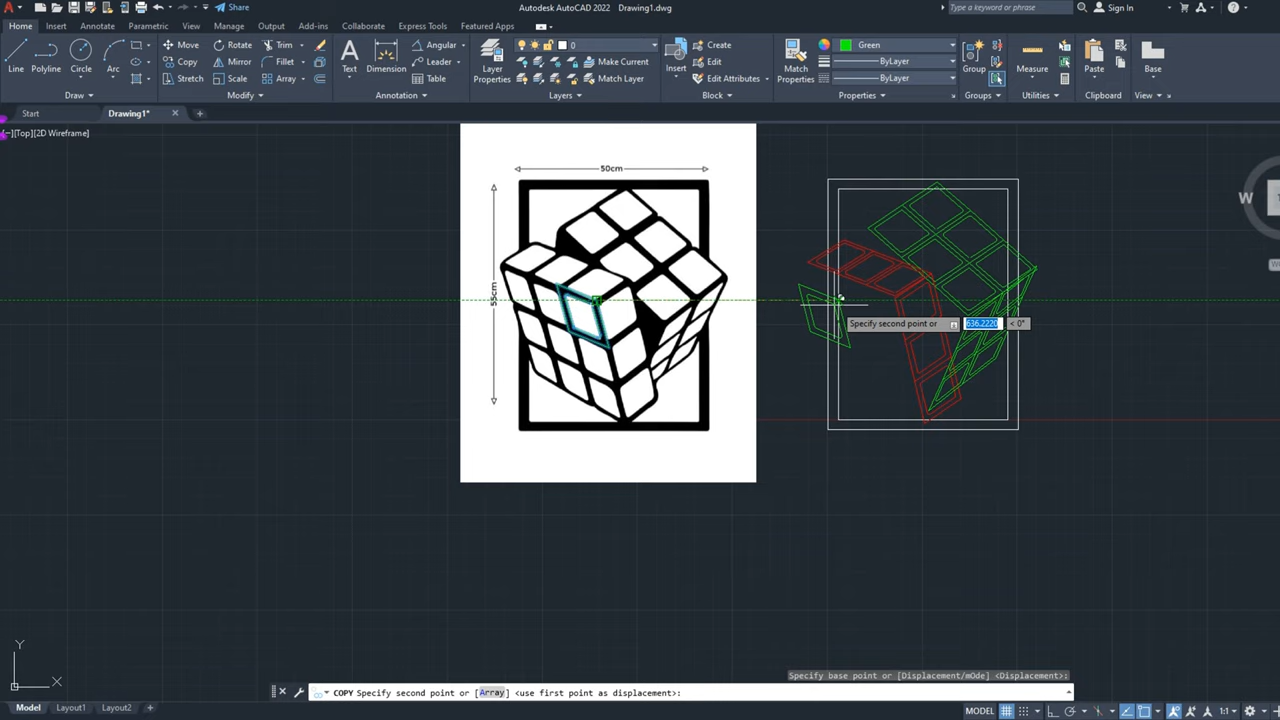 Share
Autodesk AutoCAD 2022 Drawing1.dwg
Type a keyword or phrase
Sign In
Home Insert Annotate Parametric View Manage Output Add-ins Collaborate Express Tools Featured Apps
Line Polyline Circle Arc
Move Rotate Trim
Copy Mirror Fillet
Stretch Scale Array
Text Dimension
Angular
Leader
Table
Layer Properties
0
Make Current
Match Layer
Insert
Create
Edit
Edit Attributes
Match Properties
Green
ByLayer
ByLayer
Group
Measure
Paste
Base
Draw Modify Annotation Layers Block Properties Groups Utilities Clipboard View
Start Drawing1*
[−][Top][2D Wireframe]
50cm
55cm
W
Specify second point or 636.2220 < 0°
Y
X
Specify base point or [Displacement/mOde] <Displacement>:
COPY Specify second point or [Array] <use first point as displacement>:
Model Layout1 Layout2
MODEL 1:1